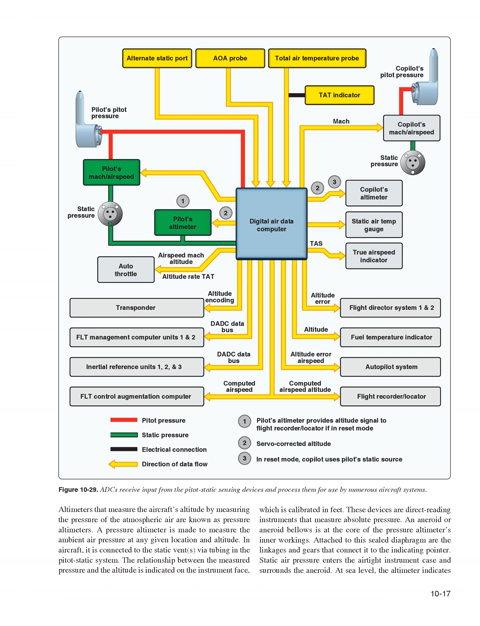 Alternate static port
AOA probe
Total air temperature probe
Copilot's
pitot pressure
TAT indicator
Pilot's pitot
pressure
Mach
Copilot's
mach/airspeed
Static
pressure
Pilot's
mach/airspeed
Static
pressure
1
2
Pilot's
altimeter
Digital air data
computer
2
3
Copilot's
altimeter
Static air temp
gauge
TAS
True airspeed
indicator
Auto
throttle
Airspeed mach
altitude
Altitude rate TAT
Altitude
encoding
Altitude
error
Transponder
Flight director system 1 & 2
DADC data
bus
Altitude
FLT management computer units 1 & 2
Fuel temperature indicator
DADC data
bus
Altitude error
airspeed
Inertial reference units 1, 2, & 3
Autopilot system
Computed
airspeed
Computed
airspeed altitude
FLT control augmentation computer
Flight recorder/locator
Pitot pressure
Static pressure
Electrical connection
Direction of data flow
1 Pilot's altimeter provides altitude signal to
flight recorder/locator if in reset mode
2 Servo-corrected altitude
3 In reset mode, copilot uses pilot's static source
Figure 10-29. ADCs receive input from the pitot-static sensing devices and process them for use by numerous aircraft systems.
Altimeters that measure the aircraft's altitude by measuring
the pressure of the atmospheric air are known as pressure
altimeters. A pressure altimeter is made to measure the
ambient air pressure at any given location and altitude. In
aircraft, it is connected to the static vent(s) via tubing in the
pitot-static system. The relationship between the measured
pressure and the altitude is indicated on the instrument face,
which is calibrated in feet. These devices are direct-reading
instruments that measure absolute pressure. An aneroid or
aneroid bellows is at the core of the pressure altimeter's
inner workings. Attached to this sealed diaphragm are the
linkages and gears that connect it to the indicating pointer.
Static air pressure enters the airtight instrument case and
surrounds the aneroid. At sea level, the altimeter indicates
10-17